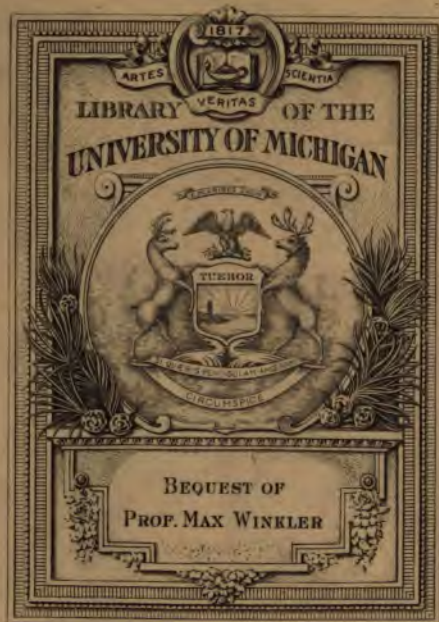 1817
ARTES SCIENTIA
VERITAS
LIBRARY OF THE
UNIVERSITY OF MICHIGAN
TUEBOR
CIRCUMSPICE
BEQUEST OF
PROF. MAX WINKLER